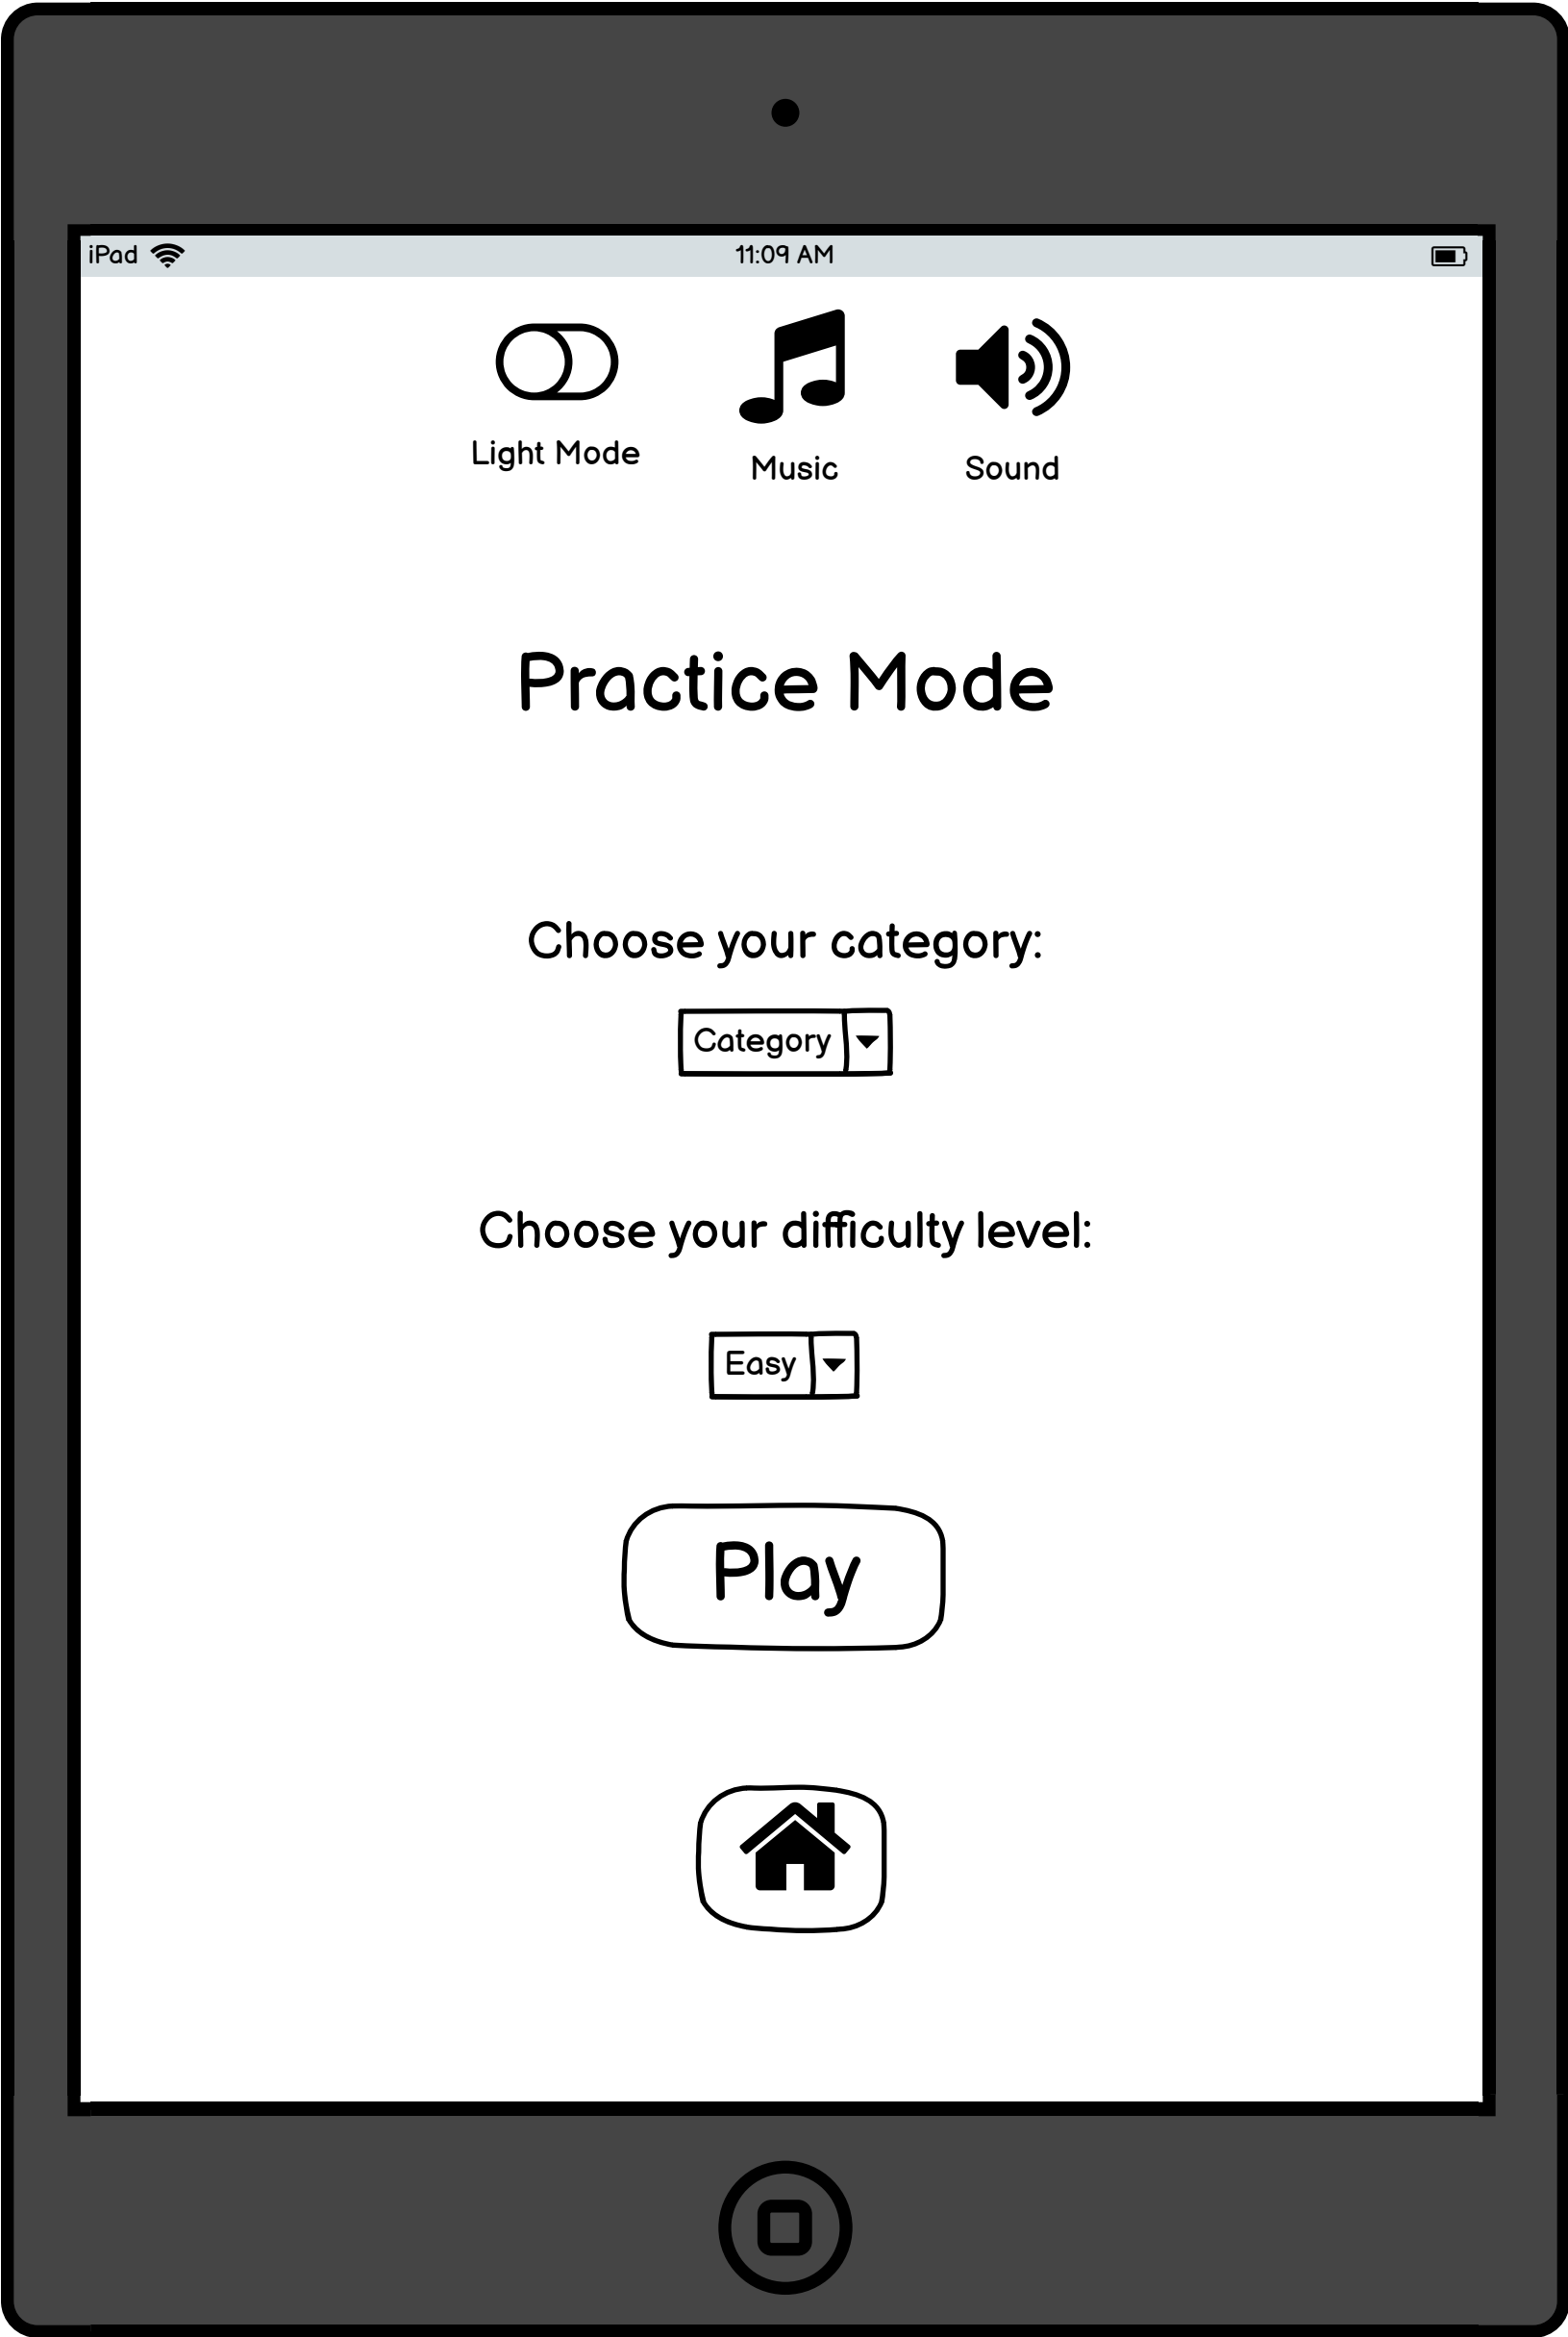 iPad 11:09 AM
Light Mode Music Sound
Practice Mode
Choose your category:
Category
Choose your difficulty level:
Easy
Play